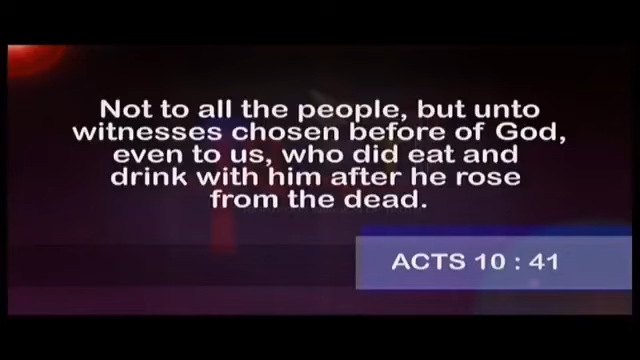 Not to all the people, but unto
witnesses chosen before of God,
even to us, who did eat and
drink with him after he rose
from the dead.
ACTS 10 : 41